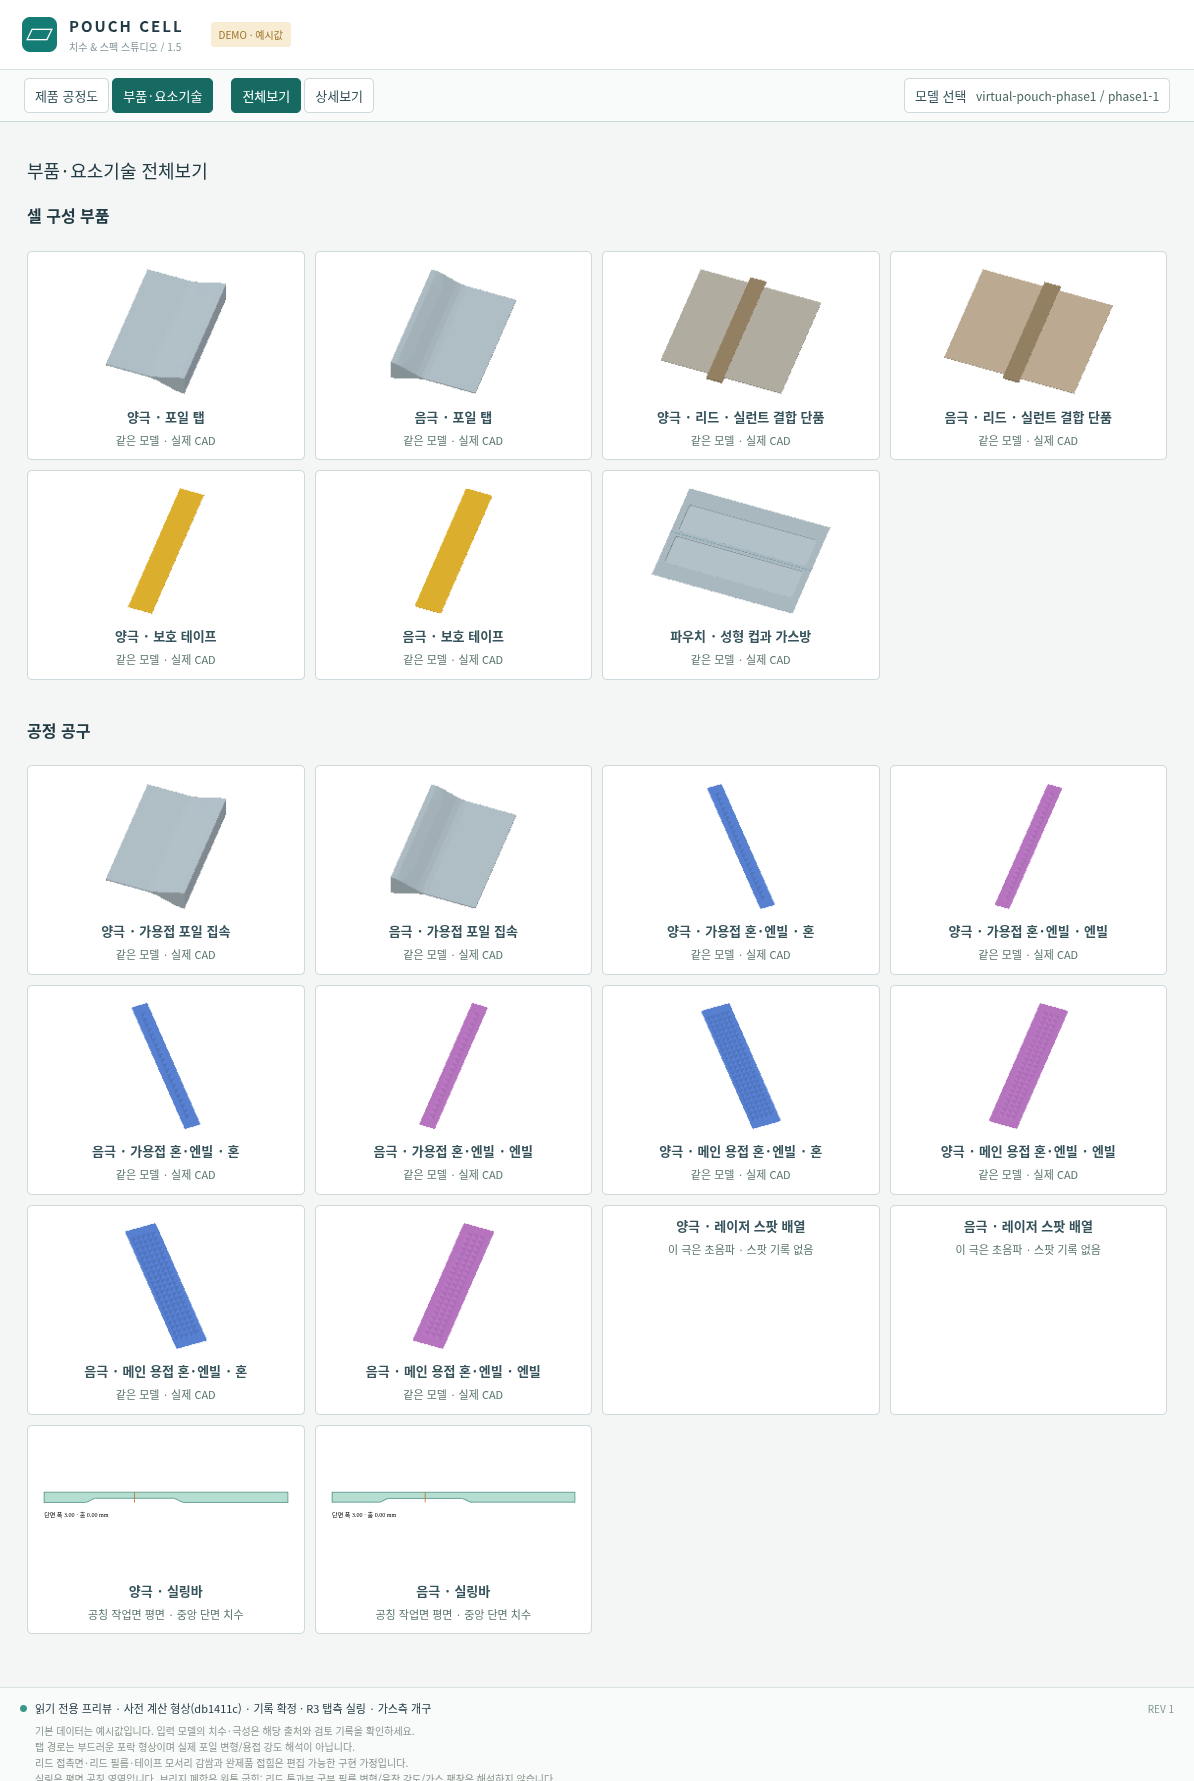 POUCH CELL
치수 & 스펙 스튜디오 / 1.5
DEMO · 예시값
제품 공정도
부품·요소기술
전체보기
상세보기
모델 선택 virtual-pouch-phase1 / phase1-1
부품·요소기술 전체보기
셀 구성 부품
양극 · 포일 탭
같은 모델 · 실제 CAD
음극 · 포일 탭
같은 모델 · 실제 CAD
양극 · 리드 · 실런트 결합 단품
같은 모델 · 실제 CAD
음극 · 리드 · 실런트 결합 단품
같은 모델 · 실제 CAD
양극 · 보호 테이프
같은 모델 · 실제 CAD
음극 · 보호 테이프
같은 모델 · 실제 CAD
파우치 · 성형 컵과 가스방
같은 모델 · 실제 CAD
공정 공구
양극 · 가용접 포일 집속
같은 모델 · 실제 CAD
음극 · 가용접 포일 집속
같은 모델 · 실제 CAD
양극 · 가용접 혼·엔빌 · 혼
같은 모델 · 실제 CAD
양극 · 가용접 혼·엔빌 · 엔빌
같은 모델 · 실제 CAD
음극 · 가용접 혼·엔빌 · 혼
같은 모델 · 실제 CAD
음극 · 가용접 혼·엔빌 · 엔빌
같은 모델 · 실제 CAD
양극 · 메인 용접 혼·엔빌 · 혼
같은 모델 · 실제 CAD
양극 · 메인 용접 혼·엔빌 · 엔빌
같은 모델 · 실제 CAD
음극 · 메인 용접 혼·엔빌 · 혼
같은 모델 · 실제 CAD
음극 · 메인 용접 혼·엔빌 · 엔빌
같은 모델 · 실제 CAD
양극 · 레이저 스팟 배열
이 극은 초음파 · 스팟 기록 없음
음극 · 레이저 스팟 배열
이 극은 초음파 · 스팟 기록 없음
단면 폭 3.00 · 홈 0.00 mm
양극 · 실링바
공칭 작업면 평면 · 중앙 단면 치수
단면 폭 3.00 · 홈 0.00 mm
음극 · 실링바
공칭 작업면 평면 · 중앙 단면 치수
읽기 전용 프리뷰 · 사전 계산 형상(db1411c) · 기록 확정 · R3 탭측 실링 · 가스측 개구
REV 1
기본 데이터는 예시값입니다. 입력 모델의 치수·극성은 해당 출처와 검토 기록을 확인하세요.
탭 경로는 부드러운 포락 형상이며 실제 포일 변형/용접 강도 해석이 아닙니다.
리드 접촉면·리드 필름·테이프 모서리 감쌈과 완제품 접힘은 편집 가능한 구현 가정입니다.